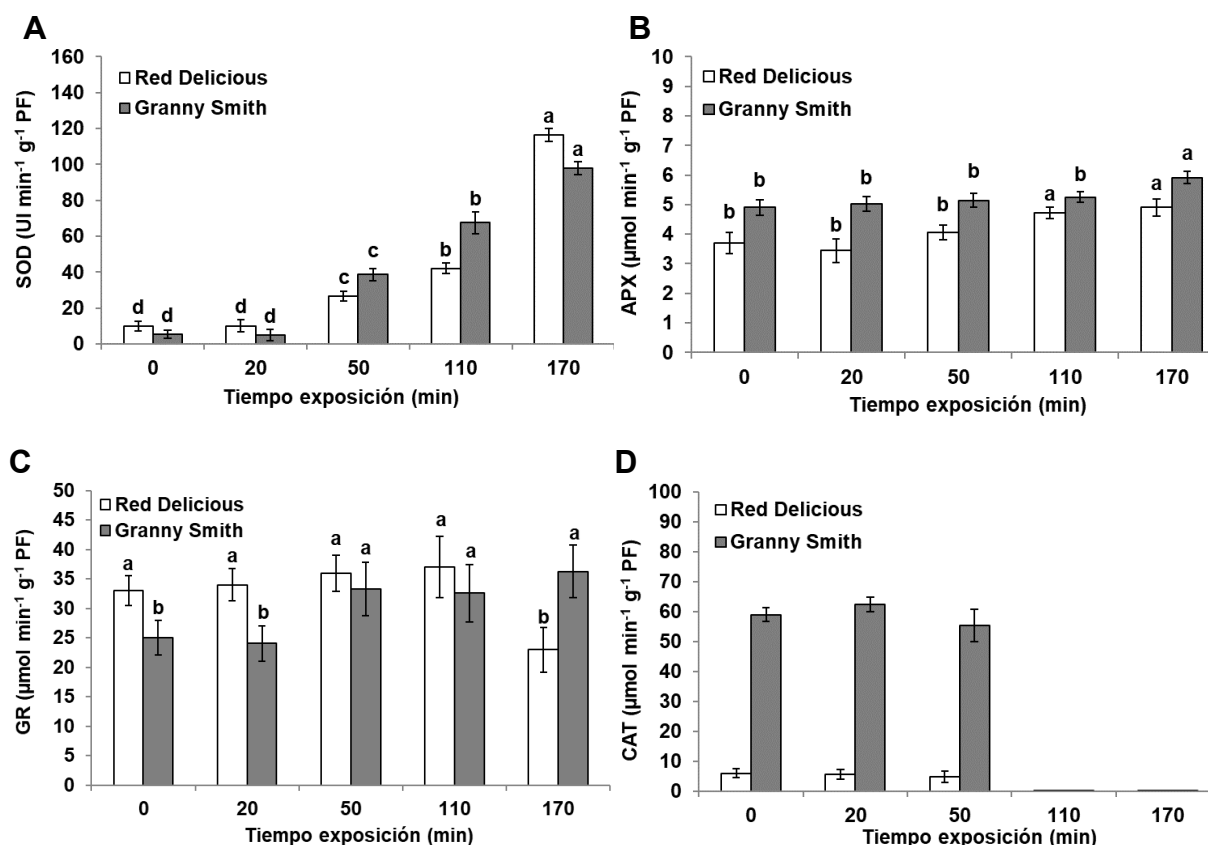 A
SOD (UI min⁻¹ g⁻¹ PF)
160
140
120
100
80
60
40
20
0
Red Delicious
Granny Smith
d d d d c c b b a a
0 20 50 110 170
Tiempo exposición (min)
B
APX (µmol min⁻¹ g⁻¹ PF)
10
9
8
7
6
5
4
3
2
1
0
Red Delicious
Granny Smith
b b b b b b a b a a
0 20 50 110 170
Tiempo exposición (min)
C
GR (µmol min⁻¹ g⁻¹ PF)
50
45
40
35
30
25
20
15
10
5
0
Red Delicious
Granny Smith
a b a b a a a a b a
0 20 50 110 170
Tiempo exposición (min)
D
CAT (µmol min⁻¹ g⁻¹ PF)
100
90
80
70
60
50
40
30
20
10
0
Red Delicious
Granny Smith
0 20 50 110 170
Tiempo exposición (min)